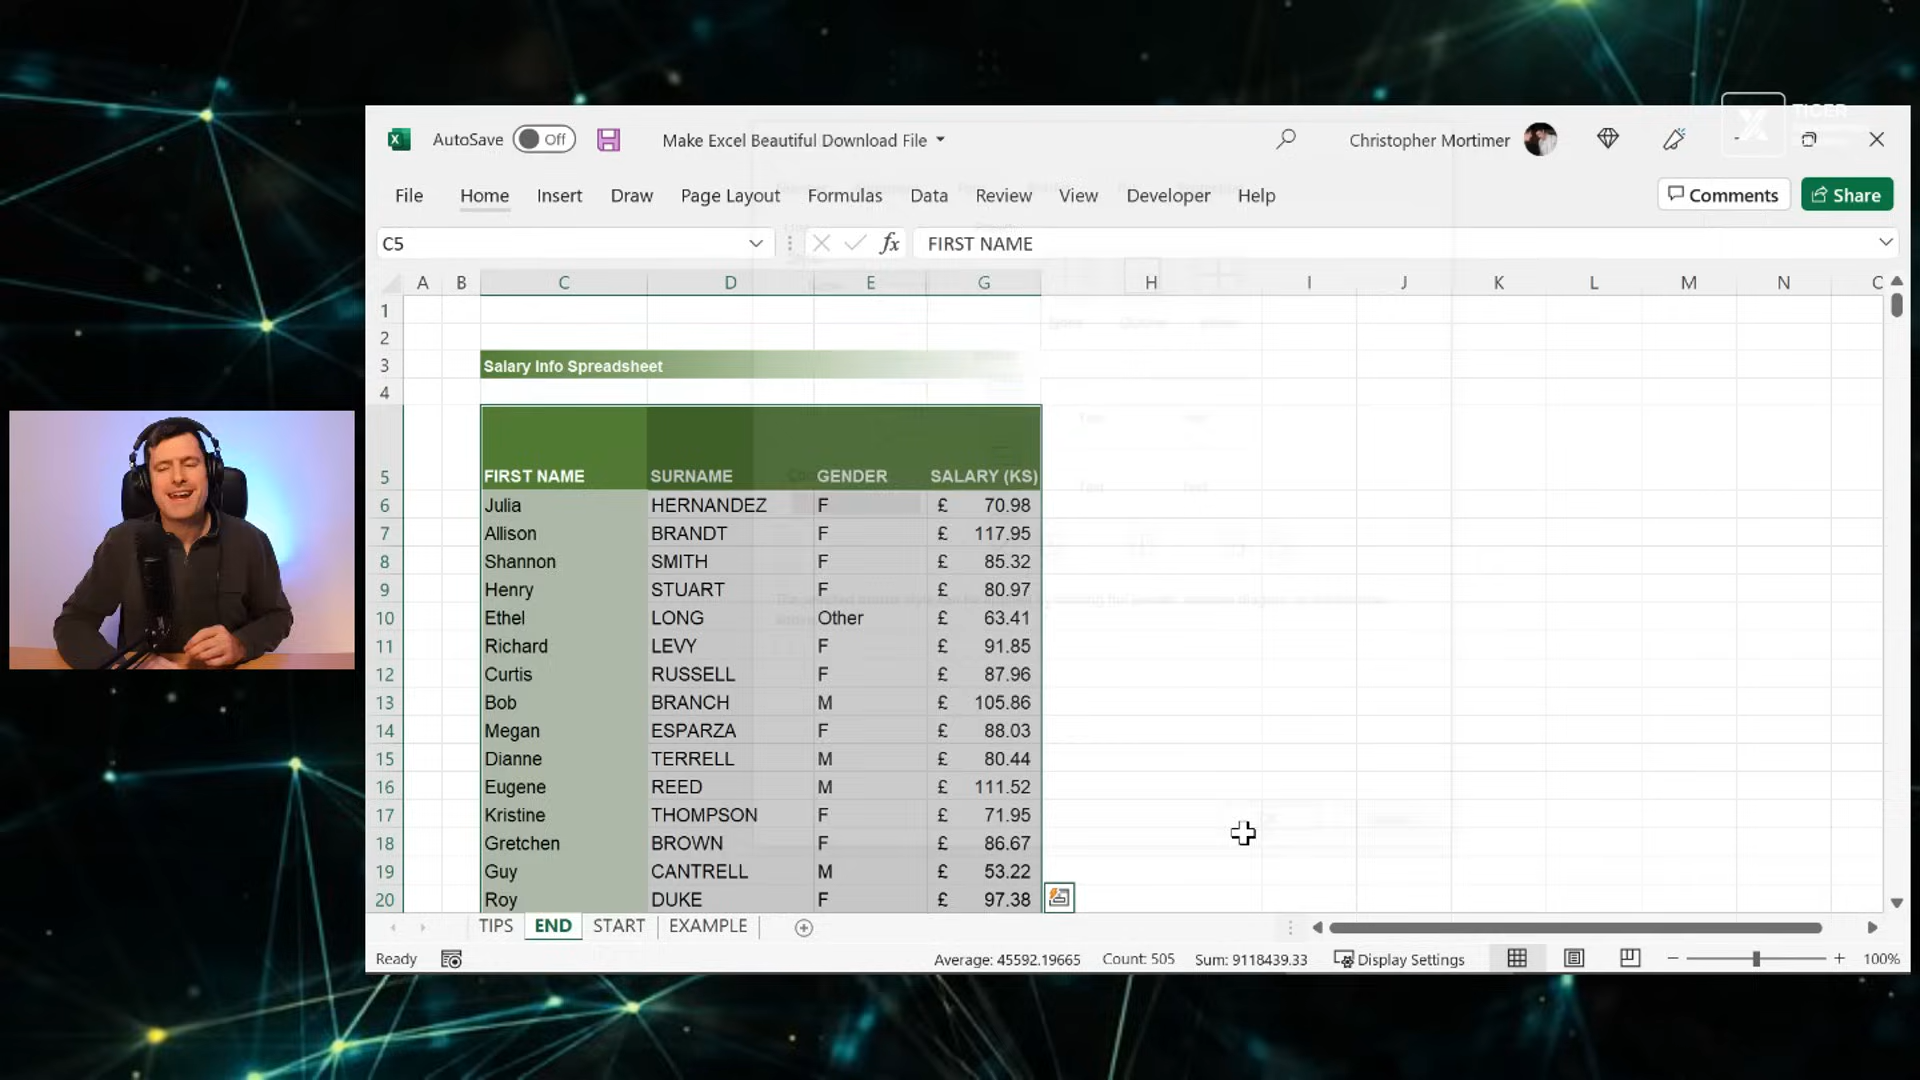 TIGER
AutoSave Off Make Excel Beautiful Download File Christopher Mortimer
File Home Insert Draw Page Layout Formulas Data Review View Developer Help Comments Share
C5 fx FIRST NAME
A B C D E G H I J K L M N
1
2
3 Salary Info Spreadsheet
4
5 FIRST NAME SURNAME GENDER SALARY (KS)
6 Julia HERNANDEZ F £ 70.98
7 Allison BRANDT F £ 117.95
8 Shannon SMITH F £ 85.32
9 Henry STUART F £ 80.97
10 Ethel LONG Other £ 63.41
11 Richard LEVY F £ 91.85
12 Curtis RUSSELL F £ 87.96
13 Bob BRANCH M £ 105.86
14 Megan ESPARZA F £ 88.03
15 Dianne TERRELL M £ 80.44
16 Eugene REED M £ 111.52
17 Kristine THOMPSON F £ 71.95
18 Gretchen BROWN F £ 86.67
19 Guy CANTRELL M £ 53.22
20 Roy DUKE F £ 97.38
TIPS END START EXAMPLE
Ready Average: 45592.19665 Count: 505 Sum: 9118439.33 Display Settings 100%